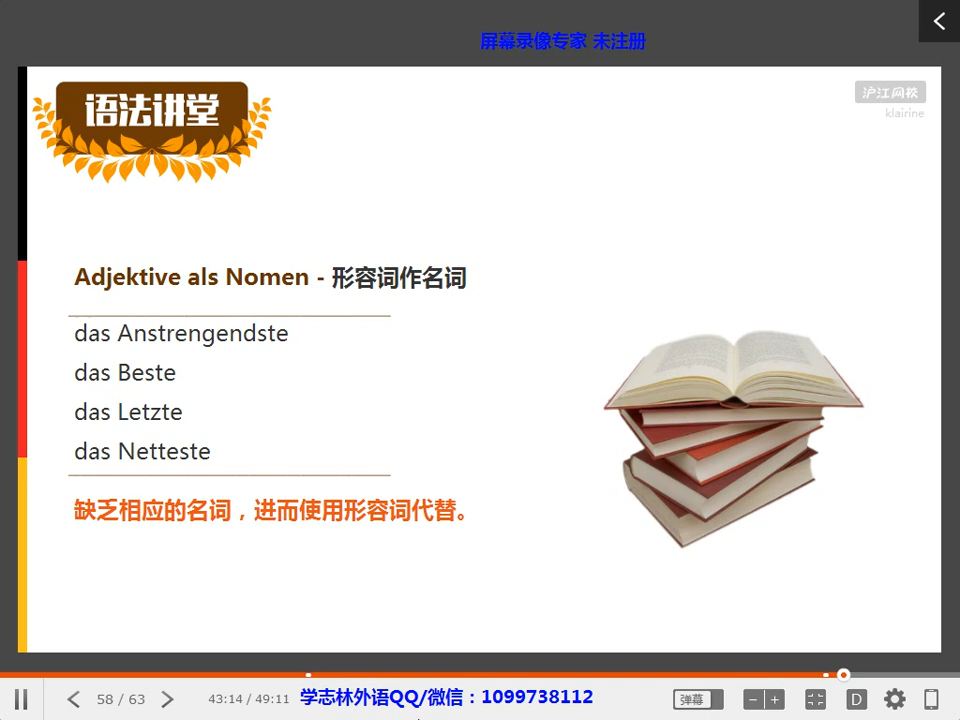 屏幕录像专家 未注册
语法讲堂
沪江网校
klairine
Adjektive als Nomen - 形容词作名词
das Anstrengendste
das Beste
das Letzte
das Netteste
缺乏相应的名词，进而使用形容词代替。
58 / 63
43:14 / 49:11
学志林外语QQ/微信：1099738112
弹幕
D